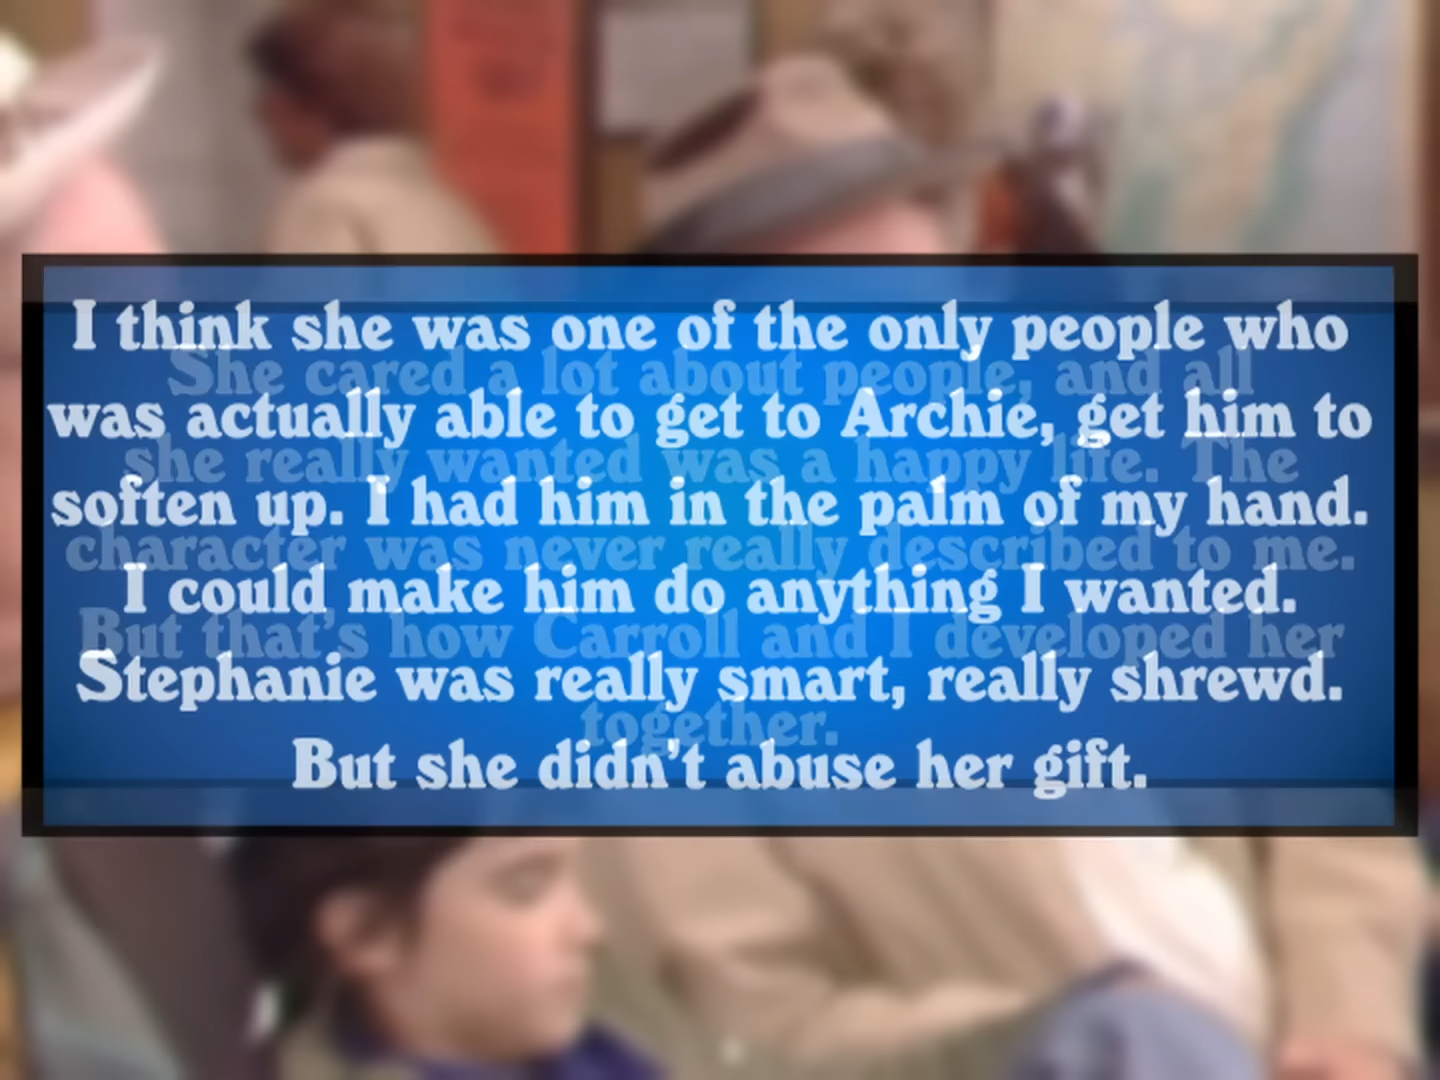 I think she was one of the only people who
was actually able to get to Archie, get him to
soften up. I had him in the palm of my hand.
I could make him do anything I wanted.
Stephanie was really smart, really shrewd.
But she didn't abuse her gift.
She cared a lot about people, and all
she really wanted was a happy life. The
character was never really described to me.
But that's how Carroll and I developed her
together.